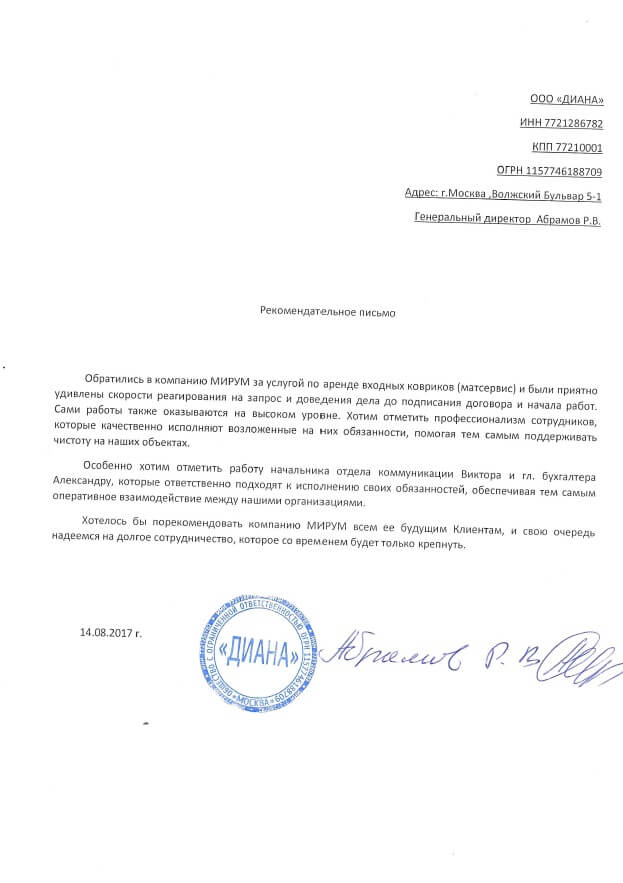 ООО «ДИАНА»
ИНН 7721286782
КПП 77210001
ОГРН 1157746188709
Адрес: г.Москва ,Волжский Бульвар 5-1
Генеральный директор Абрамов Р.В.
Рекомендательное письмо
Обратились в компанию МИРУМ за услугой по аренде входных ковриков (матсервис) и были приятно
удивлены скорости реагирования на запрос и доведения дела до подписания договора и начала работ.
Сами работы также оказываются на высоком уровне. Хотим отметить профессионализм сотрудников,
которые качественно исполняют возложенные на них обязанности, помогая тем самым поддерживать
чистоту на наших объектах.
Особенно хотим отметить работу начальника отдела коммуникации Виктора и гл. бухгалтера
Александру, которые ответственно подходят к исполнению своих обязанностей, обеспечивая тем самым
оперативное взаимодействие между нашими организациями.
Хотелось бы порекомендовать компанию МИРУМ всем ее будущим Клиентам, и свою очередь
надеемся на долгое сотрудничество, которое со временем будет только крепнуть.
14.08.2017 г.
ОБЩЕСТВО С ОГРАНИЧЕННОЙ ОТВЕТСТВЕННОСТЬЮ ОГРН 1157746188709
«ДИАНА»
*МОСКВА*
Абрамов Р. В.